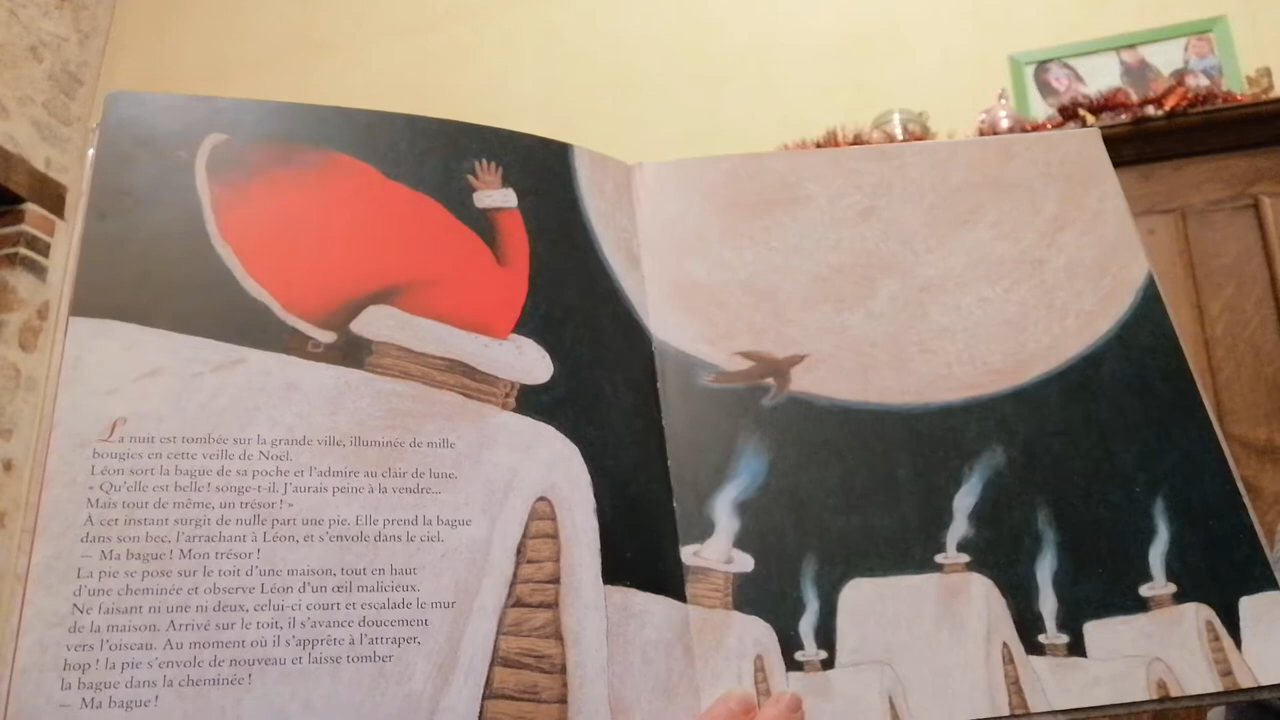 La nuit est tombée sur la grande ville, illuminée de mille
bougies en cette veille de Noël.
Léon sort la bague de sa poche et l'admire au clair de lune.
« Qu'elle est belle ! songe-t-il. J'aurais peine à la vendre...
Mais tout de même, un trésor ! »
À cet instant surgit de nulle part une pie. Elle prend la bague
dans son bec, l'arrachant à Léon, et s'envole dans le ciel.
— Ma bague ! Mon trésor !
La pie se pose sur le toit d'une maison, tout en haut
d'une cheminée et observe Léon d'un œil malicieux.
Ne faisant ni une ni deux, celui-ci court et escalade le mur
de la maison. Arrivé sur le toit, il s'avance doucement
vers l'oiseau. Au moment où il s'apprête à l'attraper,
hop ! la pie s'envole de nouveau et laisse tomber
la bague dans la cheminée !
— Ma bague !